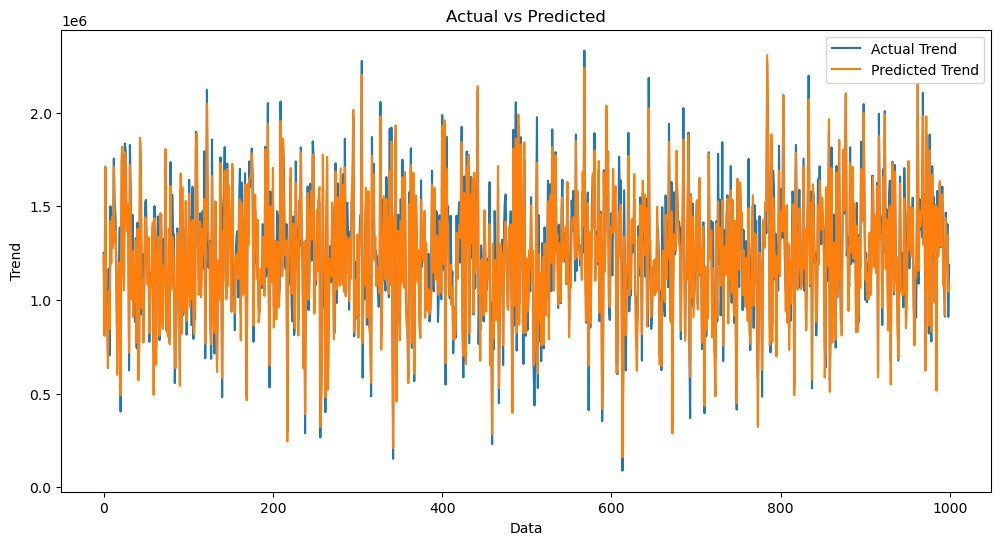 Actual vs Predicted
1e6
Actual Trend
Predicted Trend
2.0
1.5
1.0
0.5
0.0
Trend
0 200 400 600 800 1000
Data